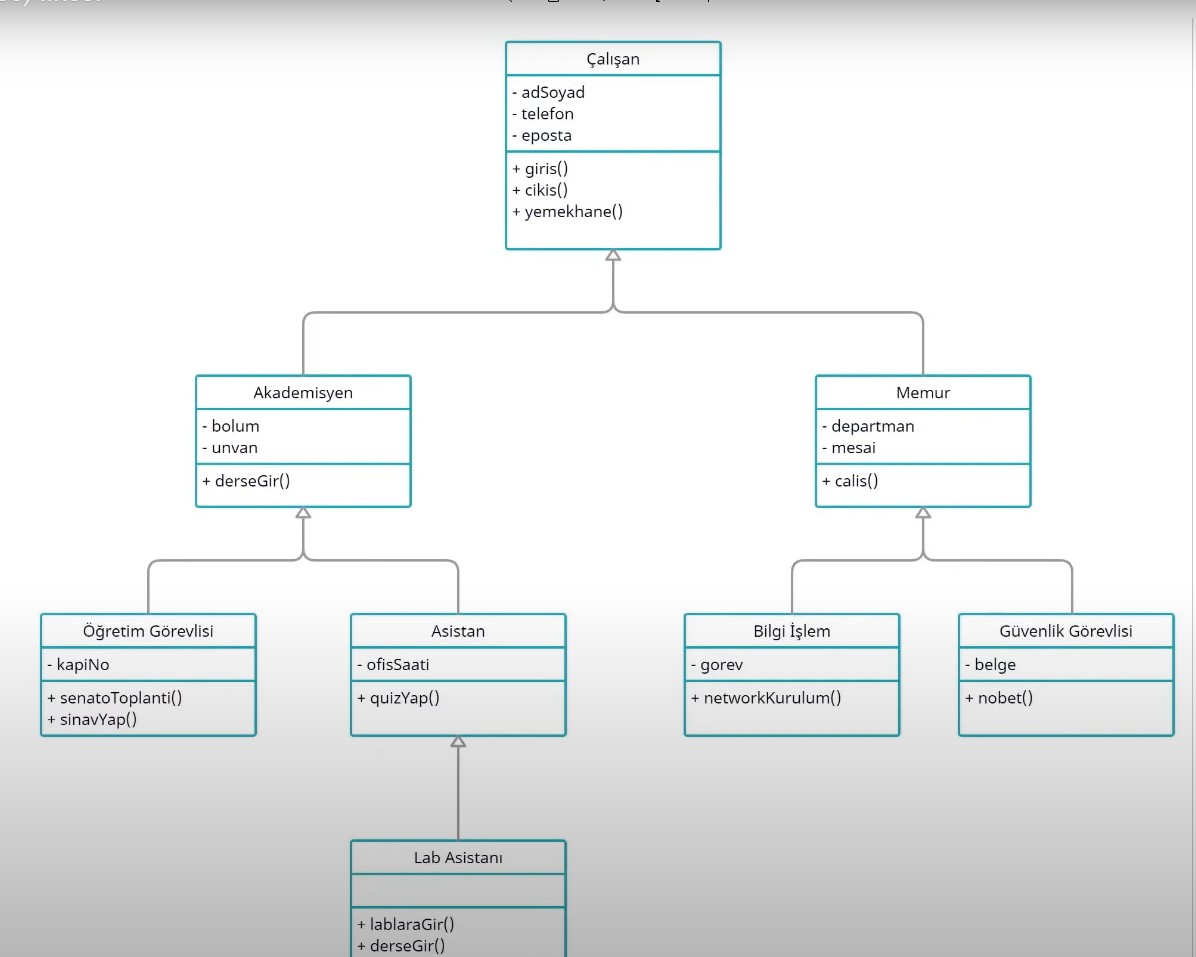 Çalışan
- adSoyad
- telefon
- eposta
+ giris()
+ cikis()
+ yemekhane()
Akademisyen
- bolum
- unvan
+ derseGir()
Memur
- departman
- mesai
+ calis()
Öğretim Görevlisi
- kapiNo
+ senatoToplanti()
+ sinavYap()
Asistan
- ofisSaati
+ quizYap()
Bilgi İşlem
- gorev
+ networkKurulum()
Güvenlik Görevlisi
- belge
+ nobet()
Lab Asistanı
+ lablaraGir()
+ derseGir()